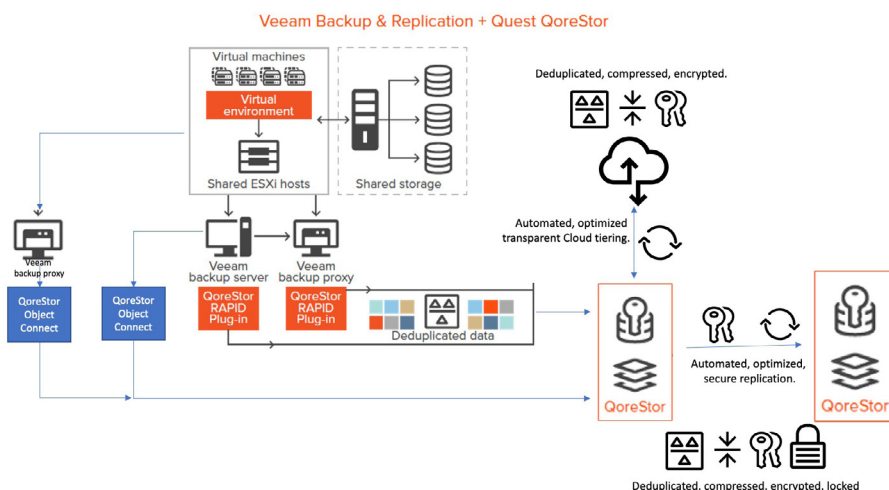 Veeam Backup & Replication + Quest QoreStor
Virtual machines
Virtual
environment
Shared ESXi hosts
Shared storage
Deduplicated, compressed, encrypted.
Automated, optimized
transparent Cloud tiering.
Veeam
backup proxy
Veeam
backup server
Veeam
backup proxy
QoreStor
Object
Connect
QoreStor
Object
Connect
QoreStor
RAPID
Plug-in
QoreStor
RAPID
Plug-in
Deduplicated data
QoreStor
Automated, optimized,
secure replication.
QoreStor
Deduplicated, compressed, encrypted, locked